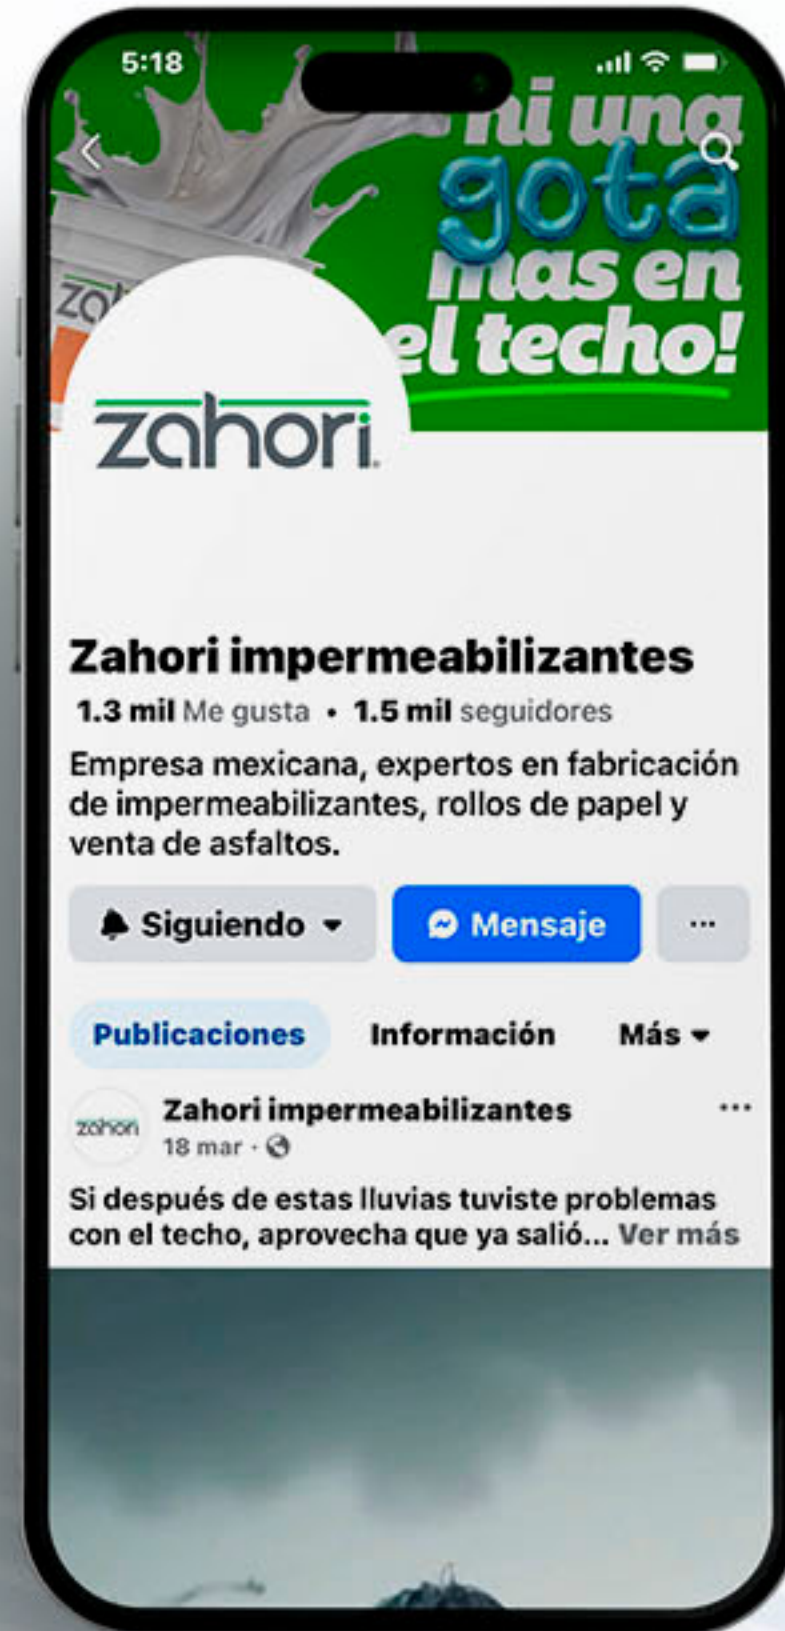 5:18
ni una
gota
mas en
el techo!
zahori
Zahori impermeabilizantes
1.3 mil Me gusta • 1.5 mil seguidores
Empresa mexicana, expertos en fabricación
de impermeabilizantes, rollos de papel y
venta de asfaltos.
Siguiendo
Mensaje
...
Publicaciones
Información
Más
zahori
Zahori impermeabilizantes
...
18 mar ·
Si después de estas lluvias tuviste problemas
con el techo, aprovecha que ya salió... Ver más